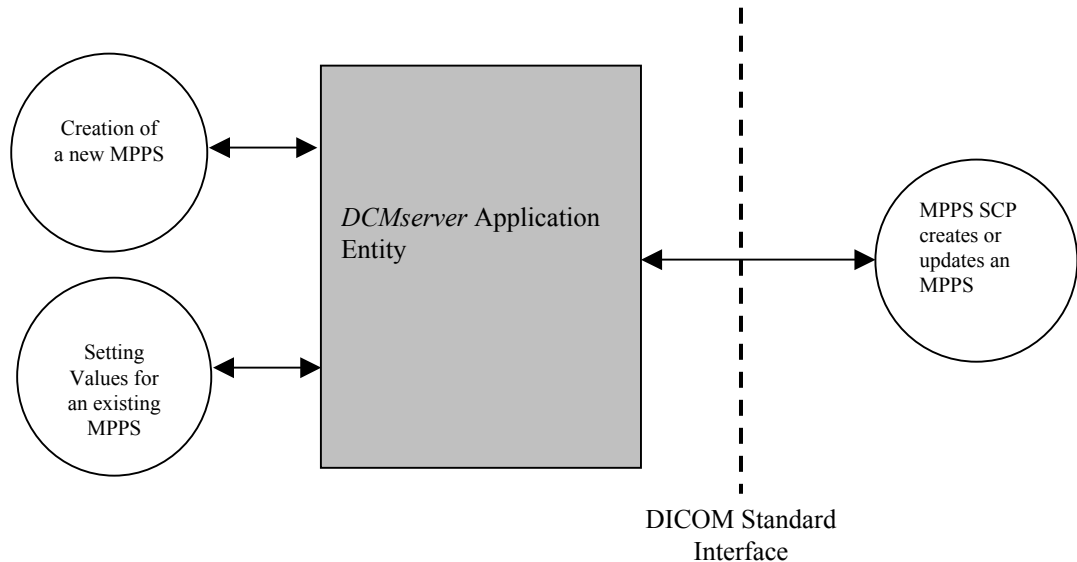 Creation of
a new MPPS
DCMserver Application
Entity
MPPS SCP
creates or
updates an
MPPS
Setting
Values for
an existing
MPPS
DICOM Standard
Interface